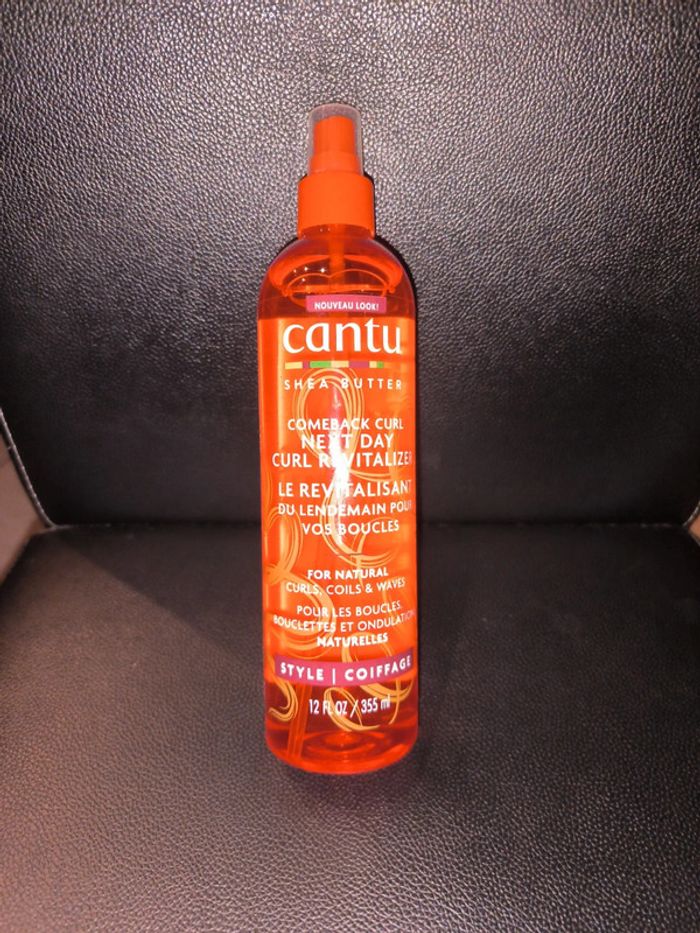 NOUVEAU LOOK!
cantu
SHEA BUTTER
COMEBACK CURL
NEXT DAY
CURL REVITALIZER
LE REVITALISANT
DU LENDEMAIN POUR
VOS BOUCLES
FOR NATURAL
CURLS, COILS & WAVES
POUR LES BOUCLES,
BOUCLETTES ET ONDULATIONS
NATURELLES
STYLE | COIFFAGE
12 FL OZ / 355 ml